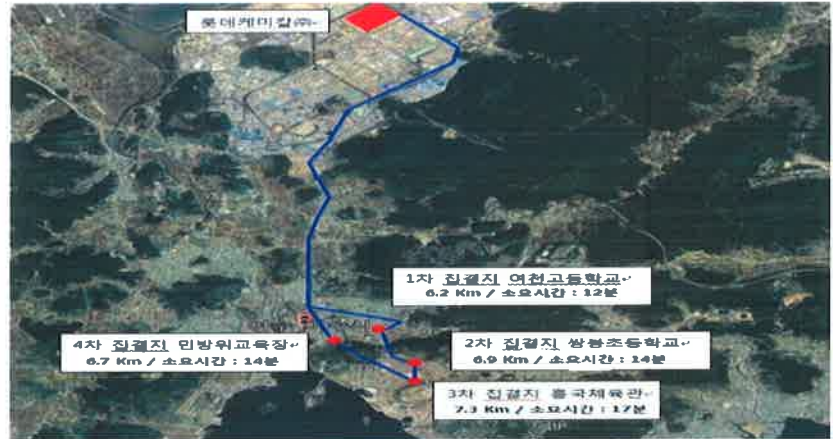 롯데케미칼㈜
1차 집결지 여천고등학교
6.2 Km / 소요시간 : 12분
4차 집결지 민방위교육장
6.7 Km / 소요시간 : 14분
2차 집결지 쌍봉초등학교
6.9 Km / 소요시간 : 14분
3차 집결지 흥국체육관
7.3 Km / 소요시간 : 17분